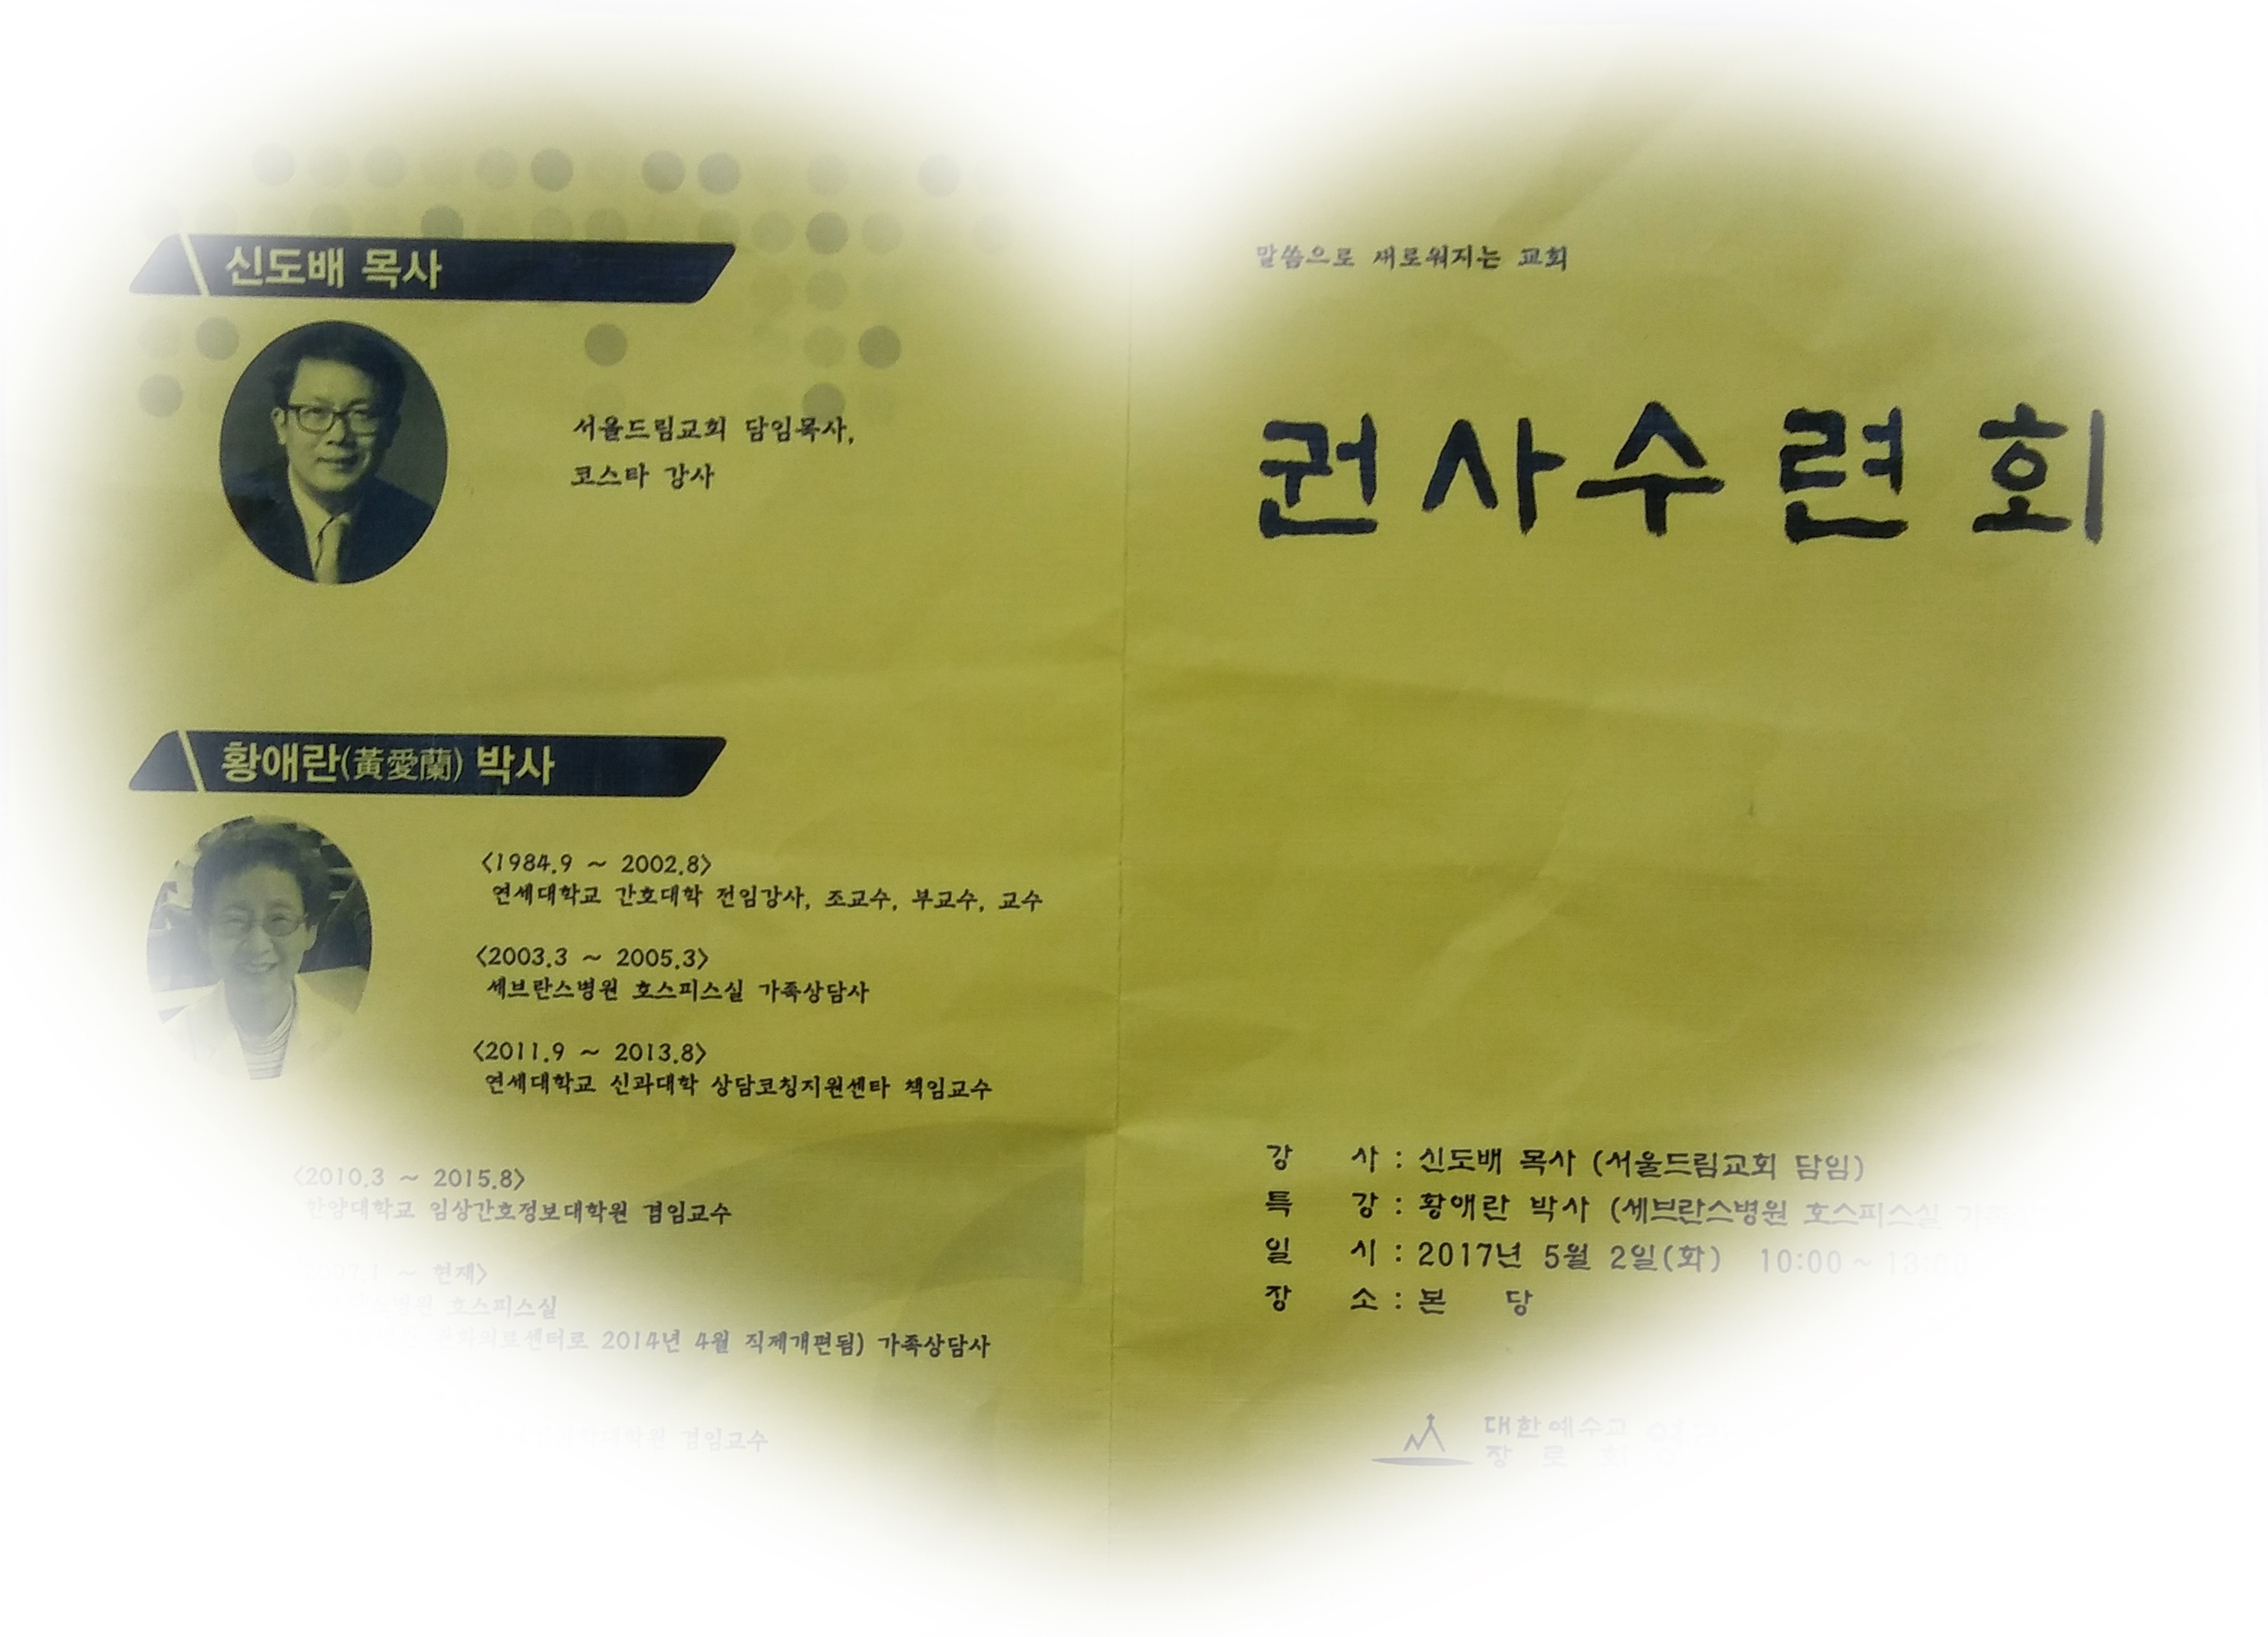 신도배 목사
서울드림교회 담임목사,
코스타 강사
황애란(黃愛蘭) 박사
<1984.9 ~ 2002.8>
연세대학교 간호대학 전임강사, 조교수, 부교수, 교수
<2003.3 ~ 2005.3>
세브란스병원 호스피스실 가족상담사
<2011.9 ~ 2013.8>
연세대학교 신과대학 상담코칭지원센타 책임교수
<2010.3 ~ 2015.8>
한양대학교 임상간호정보대학원 겸임교수
~ 현재>
호스피스실
2014년 4월 직제개편됨) 가족상담사
겸임교수
말씀으로 새로워지는 교회
권사수련회
강 사 : 신도배 목사 (서울드림교회 담임)
특 강 : 황애란 박사 (세브란스병원 호스피스실
일 시 : 2017년 5월 2일(화) 10:00 ~ 13:00
장 소 : 본 당
대한예수교
장로회